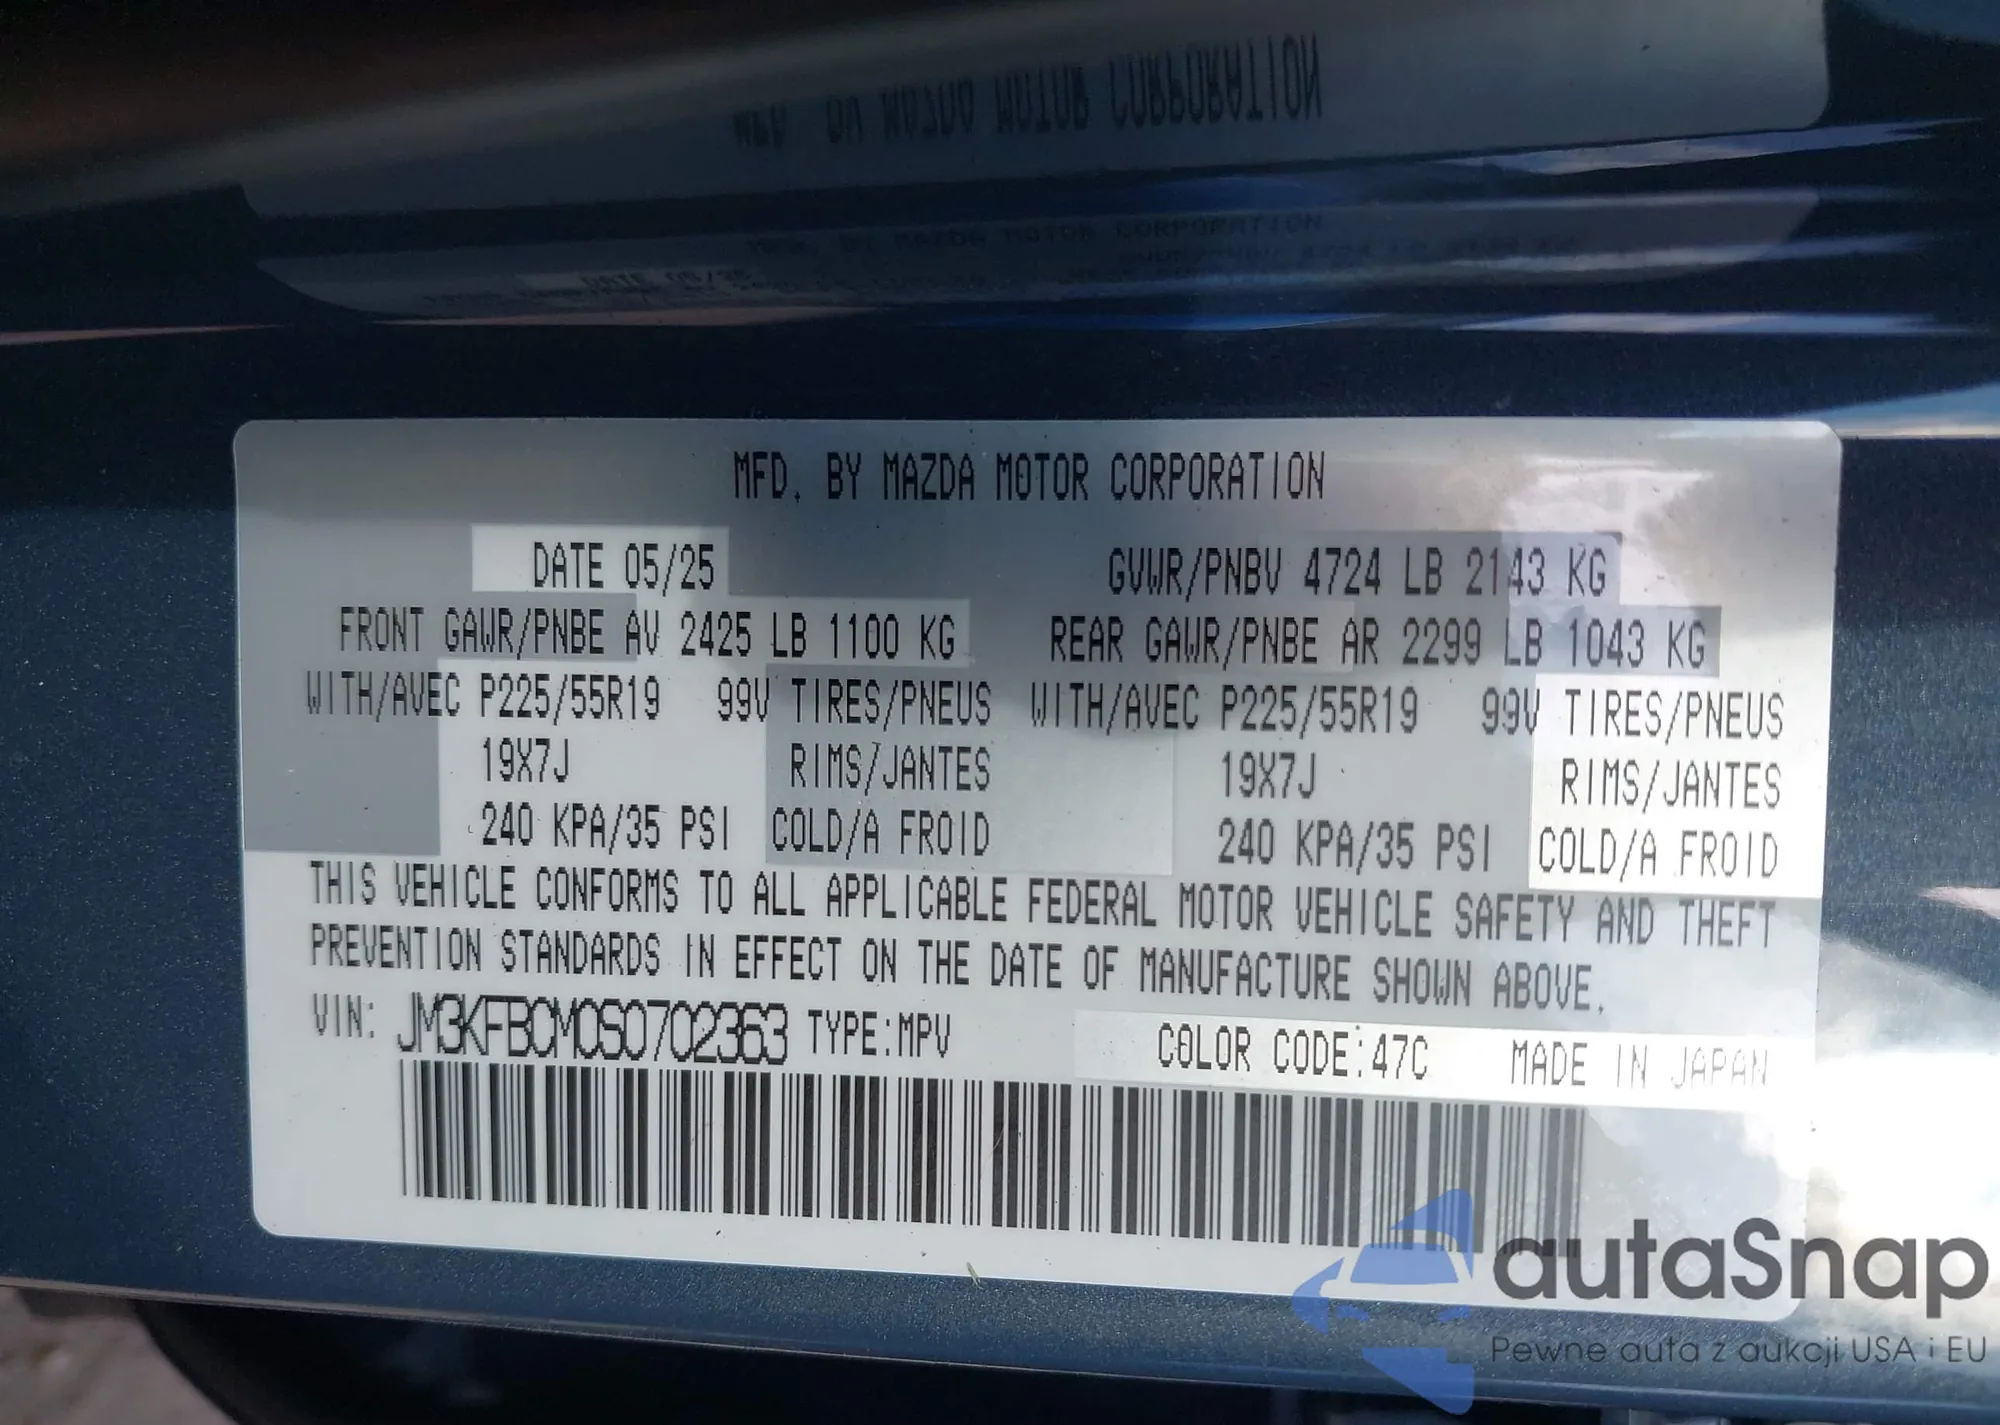 MFD. BY MAZDA MOTOR CORPORATION
DATE 05/25 GVWR/PNBV 4724 LB 2143 KG
FRONT GAWR/PNBE AV 2425 LB 1100 KG REAR GAWR/PNBE AR 2299 LB 1043 KG
WITH/AVEC P225/55R19 99V TIRES/PNEUS WITH/AVEC P225/55R19 99V TIRES/PNEUS
19X7J RIMS/JANTES 19X7J RIMS/JANTES
240 KPA/35 PSI COLD/A FROID 240 KPA/35 PSI COLD/A FROID
THIS VEHICLE CONFORMS TO ALL APPLICABLE FEDERAL MOTOR VEHICLE SAFETY AND THEFT
PREVENTION STANDARDS IN EFFECT ON THE DATE OF MANUFACTURE SHOWN ABOVE.
VIN: JM3KFBCM0S0702363 TYPE:MPV COLOR CODE:47C MADE IN JAPAN
autaSnap
Pewne auta z aukcji USA i EU